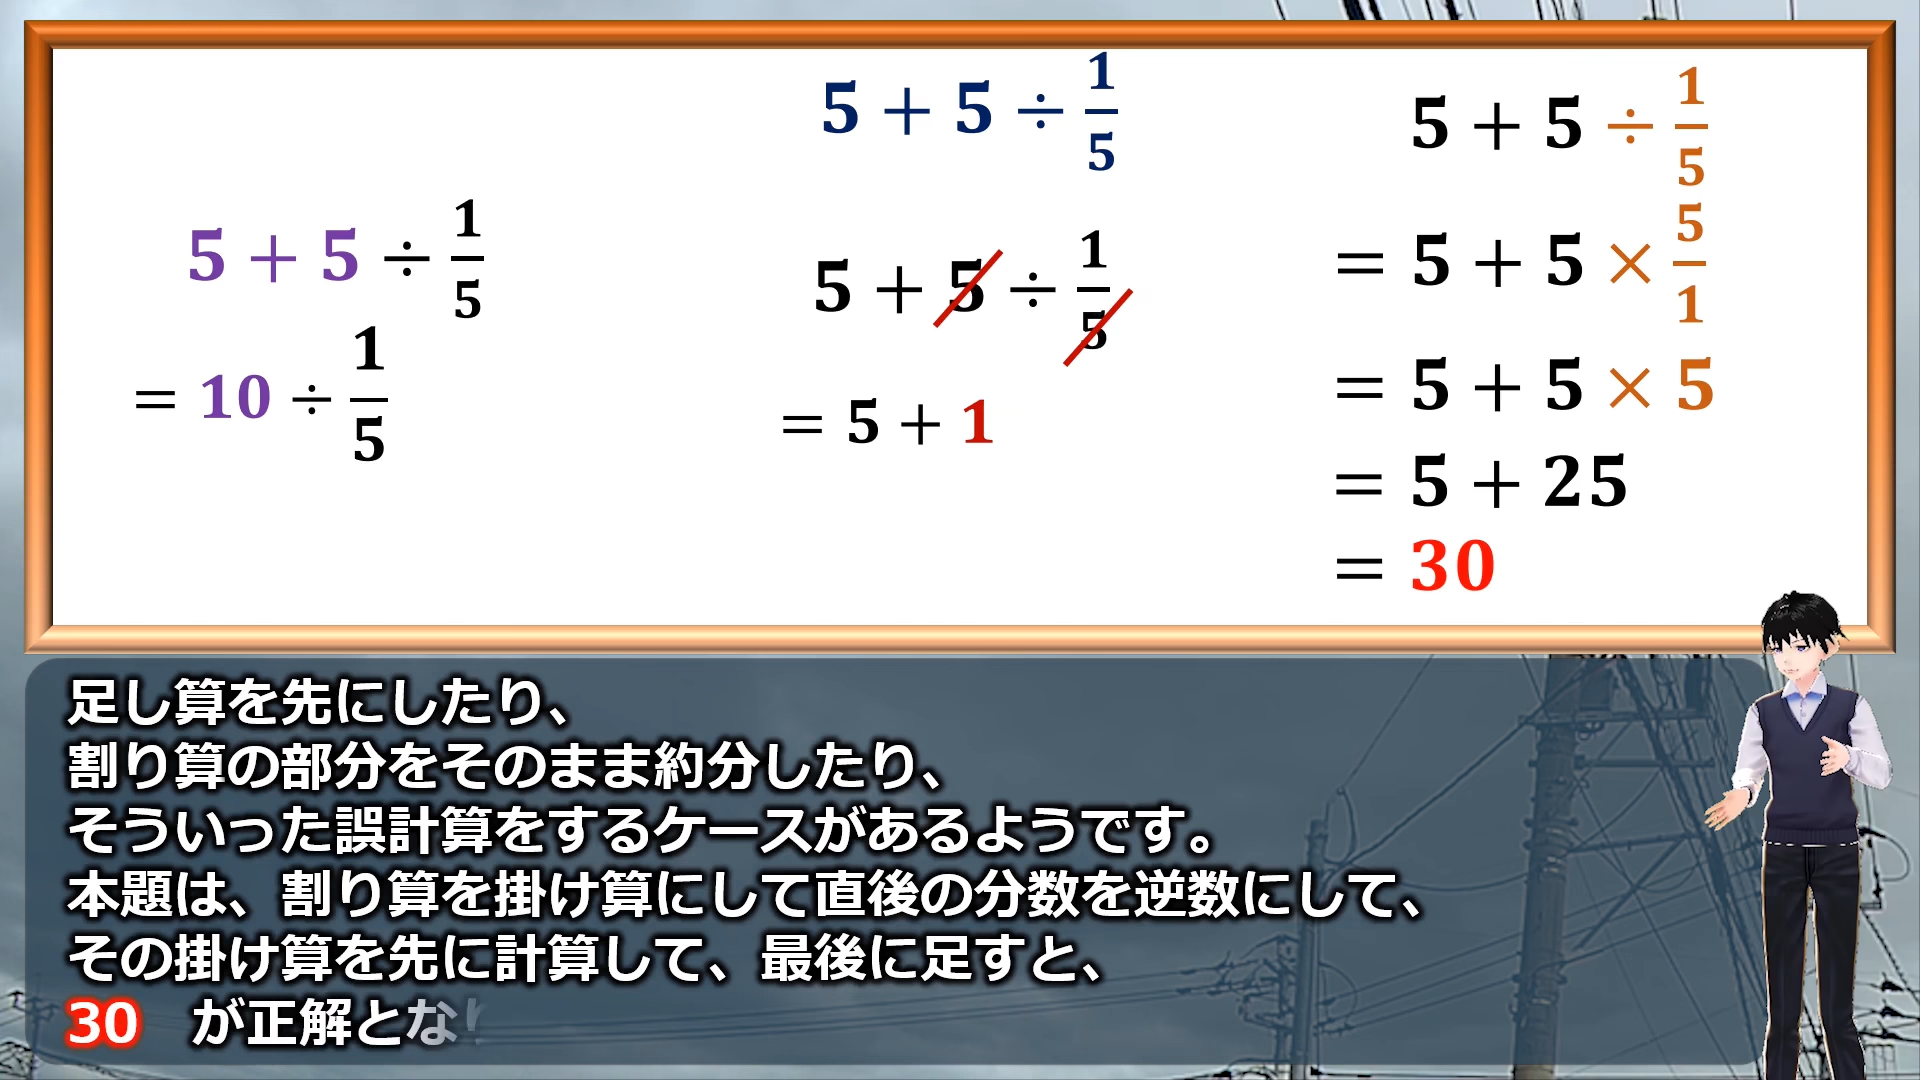 5 + 5 ÷ 1/5
= 10 ÷ 1/5
5 + 5 ÷ 1/5
5 + 5 ÷ 1/5
= 5 + 1
5 + 5 ÷ 1/5
= 5 + 5 × 5/1
= 5 + 5 × 5
= 5 + 25
= 30
足し算を先にしたり、
割り算の部分をそのまま約分したり、
そういった誤計算をするケースがあるようです。
本題は、割り算を掛け算にして直後の分数を逆数にして、
その掛け算を先に計算して、最後に足すと、
30 が正解とな